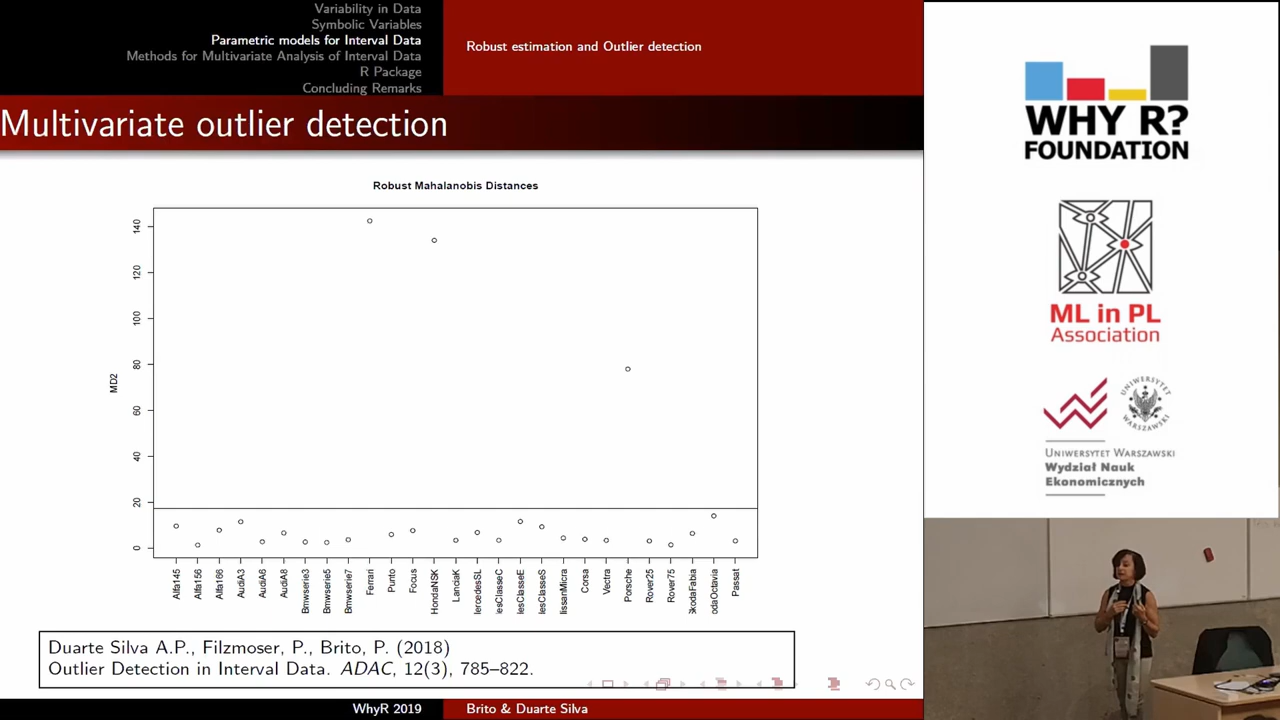 Variability in Data
Symbolic Variables
Parametric models for Interval Data
Methods for Multivariate Analysis of Interval Data
R Package
Concluding Remarks
Robust estimation and Outlier detection
Multivariate outlier detection
Robust Mahalanobis Distances
MD2
140
120
100
80
60
40
20
0
Alfa145
Alfa156
Alfa166
AudiA3
AudiA6
AudiA8
Bmwserie3
Bmwserie5
Bmwserie7
Ferrari
Punto
Focus
HondaNSK
LanciaK
lercedesSL
lesClasseC
lesClasseE
lesClasseS
lissanMicra
Corsa
Vectra
Porsche
Rover25
Rover75
SkodaFabia
odaOctavia
Passat
Duarte Silva A.P., Filzmoser, P., Brito, P. (2018)
Outlier Detection in Interval Data. ADAC, 12(3), 785–822.
WhyR 2019
Brito & Duarte Silva
WHY R?
FOUNDATION
ML in PL
Association
UNIWERSYTET
WARSZAWSKI
UNIWERSYTET WARSZAWSKI
Wydział Nauk
Ekonomicznych